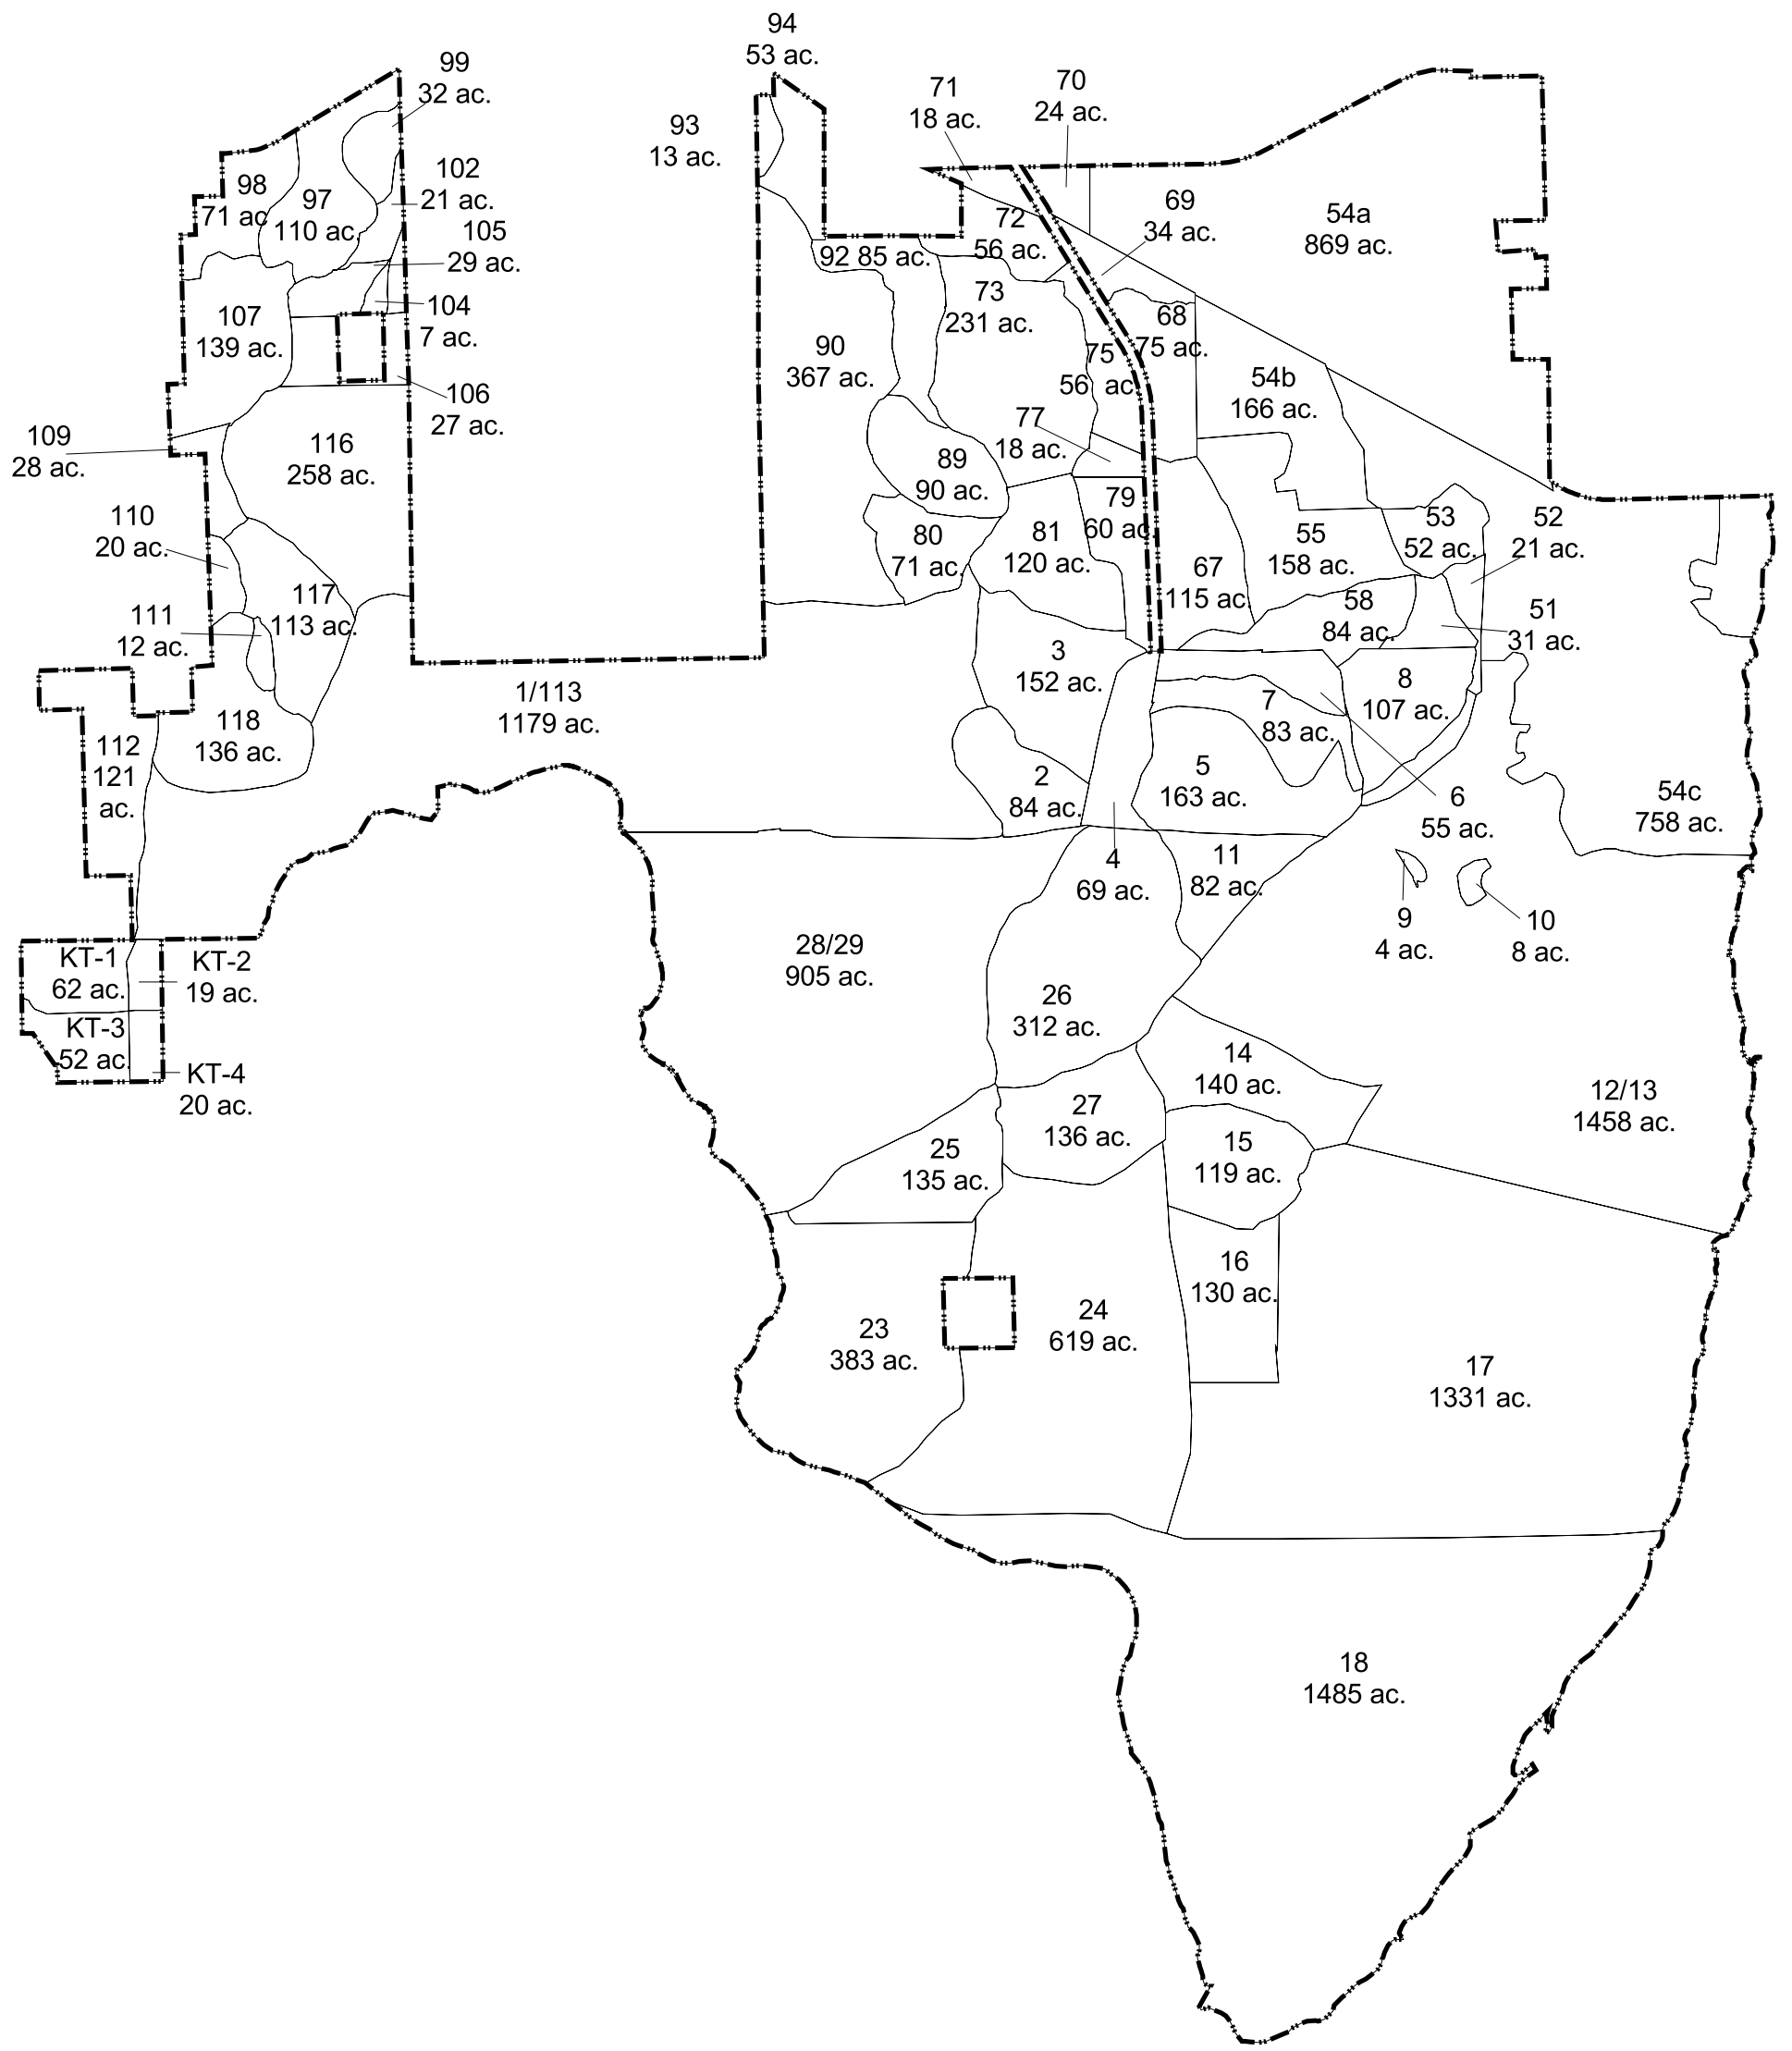 94
53 ac.
99
32 ac.
71
18 ac.
70
24 ac.
93
13 ac.
98
71 ac
97
110 ac.
102
21 ac.
69
34 ac.
54a
869 ac.
105
29 ac.
72
56 ac.
92 85 ac.
104
7 ac.
107
139 ac.
73
231 ac.
68
75 ac.
90
367 ac.
75
56 ac.
54b
166 ac.
106
27 ac.
109
28 ac.
116
258 ac.
77
18 ac.
89
90 ac.
79
60 ac.
110
20 ac.
80
71 ac.
81
120 ac.
55
158 ac.
53
52 ac.
52
21 ac.
67
115 ac.
117
113 ac.
111
12 ac.
58
84 ac.
51
31 ac.
3
152 ac.
8
107 ac.
1/113
1179 ac.
7
83 ac.
118
136 ac.
112
121
ac.
2
84 ac.
5
163 ac.
6
55 ac.
54c
758 ac.
4
69 ac.
11
82 ac.
9
4 ac.
10
8 ac.
28/29
905 ac.
KT-1
62 ac.
KT-2
19 ac.
26
312 ac.
KT-3
52 ac.
KT-4
20 ac.
14
140 ac.
12/13
1458 ac.
27
136 ac.
25
135 ac.
15
119 ac.
16
130 ac.
24
619 ac.
23
383 ac.
17
1331 ac.
18
1485 ac.